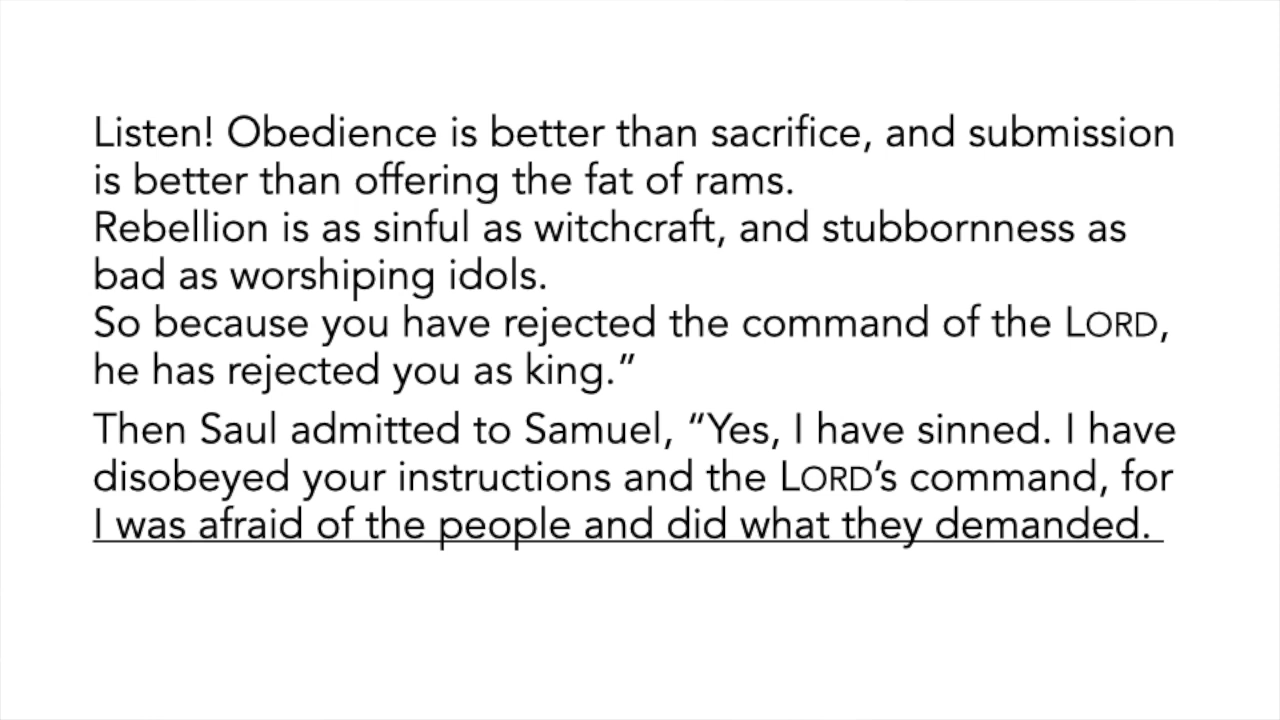 Listen! Obedience is better than sacrifice, and submission
is better than offering the fat of rams.
Rebellion is as sinful as witchcraft, and stubbornness as
bad as worshiping idols.
So because you have rejected the command of the LORD,
he has rejected you as king.”
Then Saul admitted to Samuel, “Yes, I have sinned. I have
disobeyed your instructions and the LORD’s command, for
I was afraid of the people and did what they demanded.